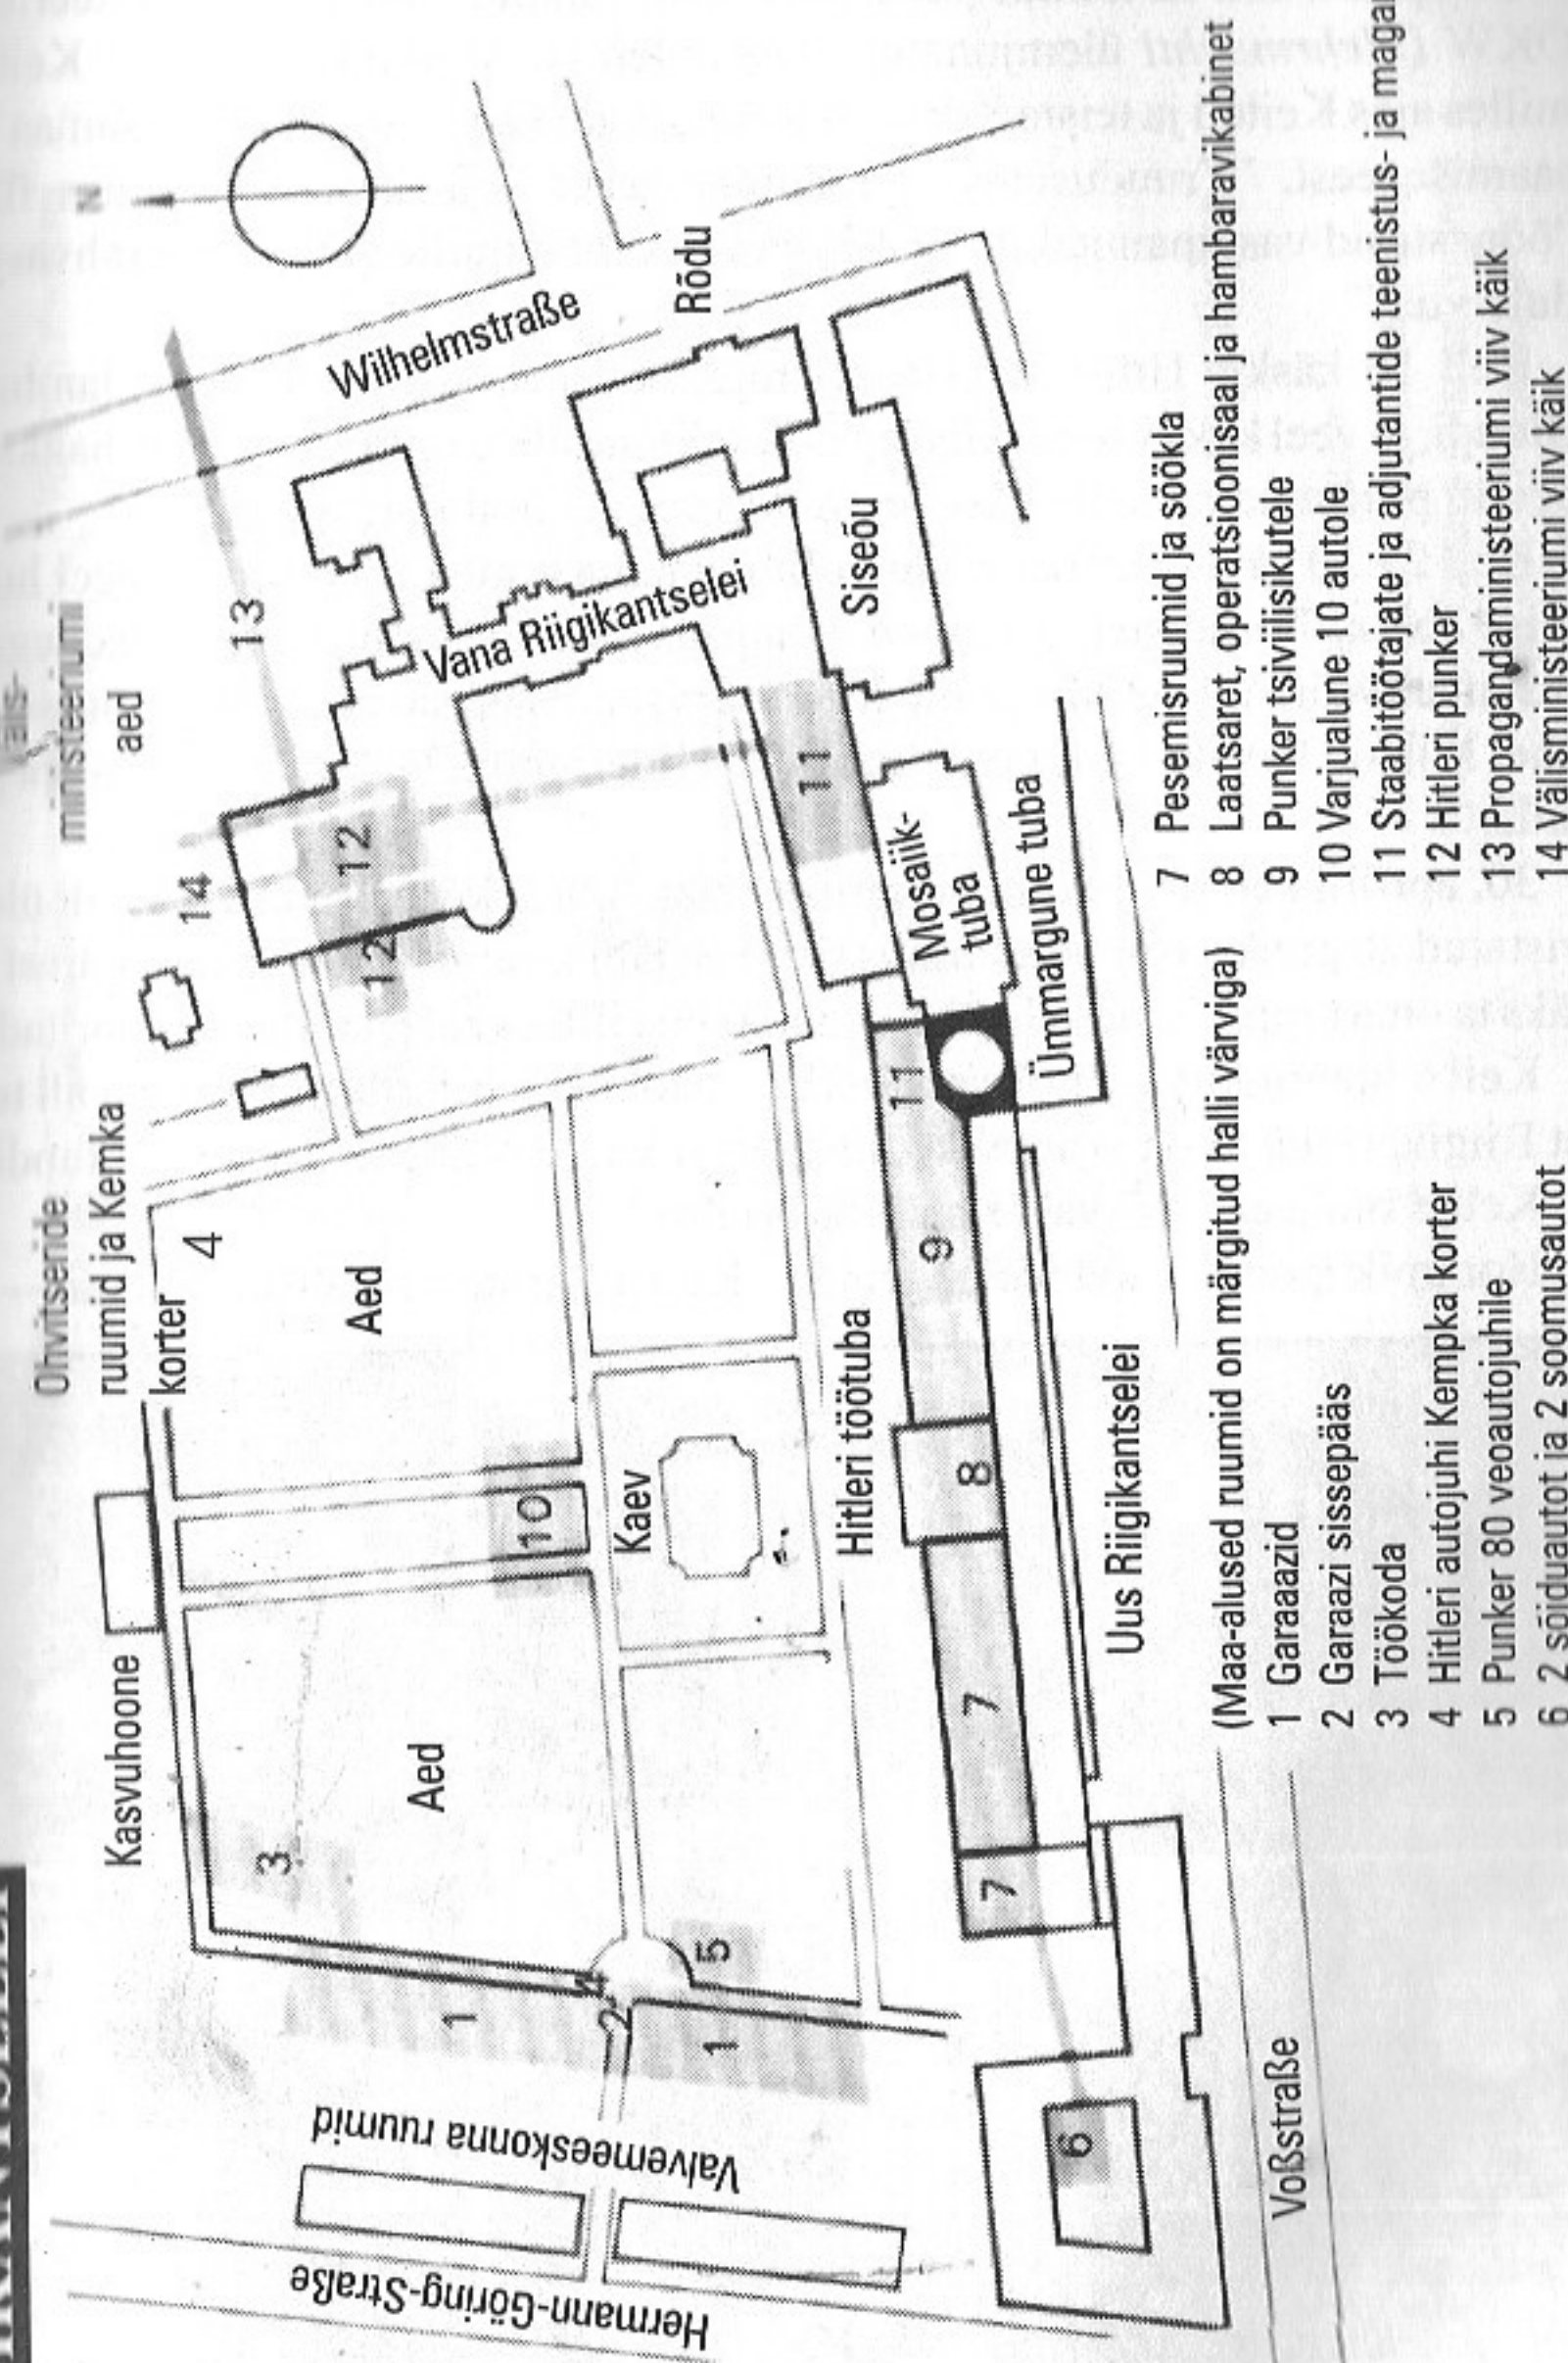 Kasvuhoone
Ohvitseride
ruumid ja Kemka
korter
4
ministeeriumi
aed
N
3
14
13
Aed
Aed
12
12
Wilhelmstraße
Rõdu
Vana Riigikantselei
Siseõu
10
Kaev
1
2
1
5
Valvemeeskonna ruumid
Hermann-Göring-Straße
Hitleri töötuba
11
11
Mosaiik-
tuba
Ümmargune tuba
9
8
7
7
6
Uus Riigikantselei
Voßstraße
(Maa-alused ruumid on märgitud halli värviga)
1 Garaaazid
2 Garaazi sissepääs
3 Töökoda
4 Hitleri autojuhi Kempka korter
5 Punker 80 veoautojuhile
6 2 sõiduautot ja 2 soomusautot
7 Pesemisruumid ja söökla
8 Laatsaret, operatsioonisaal ja hambaravikabinet
9 Punker tsiviilisikutele
10 Varjualune 10 autole
11 Staabitöötajate ja adjutantide teenistus- ja
12 Hitleri punker
13 Propagandaministeeriumi viiv käik
14 Välisministeeriumi viiv käik